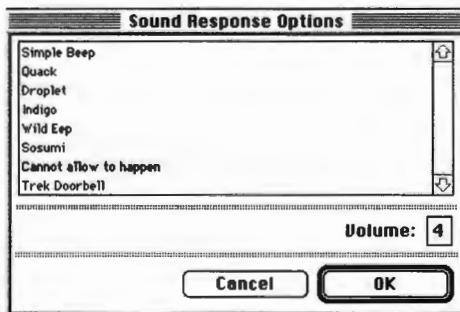 Sound Response Options
Simple Beep
Quack
Droplet
Indigo
Wild Eep
Sosumi
Cannot allow to happen
Trek Doorbell
Volume: 4
Cancel OK